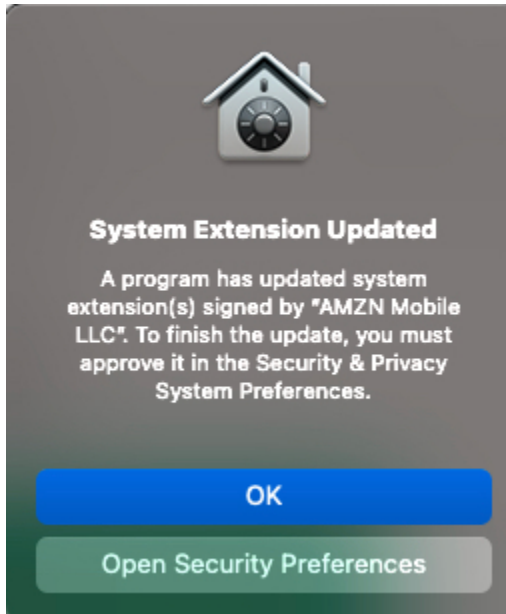 System Extension Updated
A program has updated system
extension(s) signed by "AMZN Mobile
LLC". To finish the update, you must
approve it in the Security & Privacy
System Preferences.
OK
Open Security Preferences